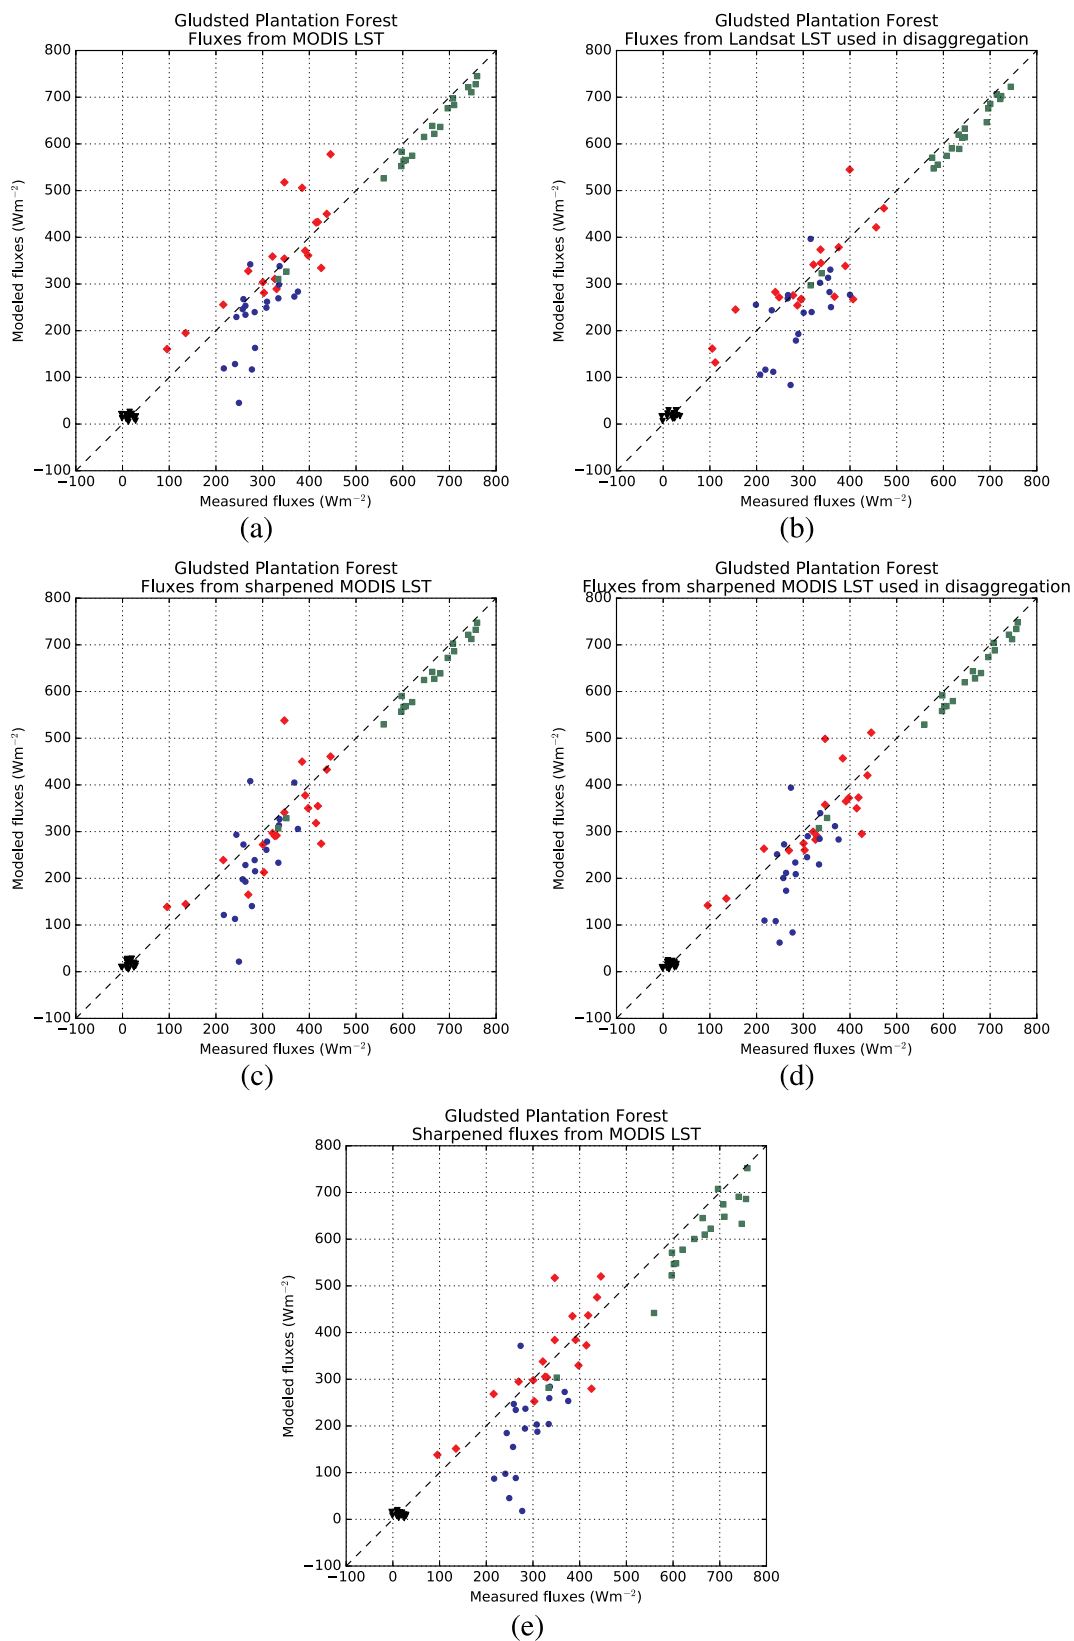 Gludsted Plantation Forest
Fluxes from MODIS LST
800
700
600
500
400
300
200
100
0
−100
Modeled fluxes (Wm−2)
−100 0 100 200 300 400 500 600 700 800
Measured fluxes (Wm−2)
(a)
Gludsted Plantation Forest
Fluxes from Landsat LST used in disaggregation
800
700
600
500
400
300
200
100
0
−100
Modeled fluxes (Wm−2)
−100 0 100 200 300 400 500 600 700 800
Measured fluxes (Wm−2)
(b)
Gludsted Plantation Forest
Fluxes from sharpened MODIS LST
800
700
600
500
400
300
200
100
0
−100
Modeled fluxes (Wm−2)
−100 0 100 200 300 400 500 600 700 800
Measured fluxes (Wm−2)
(c)
Gludsted Plantation Forest
Fluxes from sharpened MODIS LST used in disaggregation
800
700
600
500
400
300
200
100
0
−100
Modeled fluxes (Wm−2)
−100 0 100 200 300 400 500 600 700 800
Measured fluxes (Wm−2)
(d)
Gludsted Plantation Forest
Sharpened fluxes from MODIS LST
800
700
600
500
400
300
200
100
0
−100
Modeled fluxes (Wm−2)
−100 0 100 200 300 400 500 600 700 800
Measured fluxes (Wm−2)
(e)